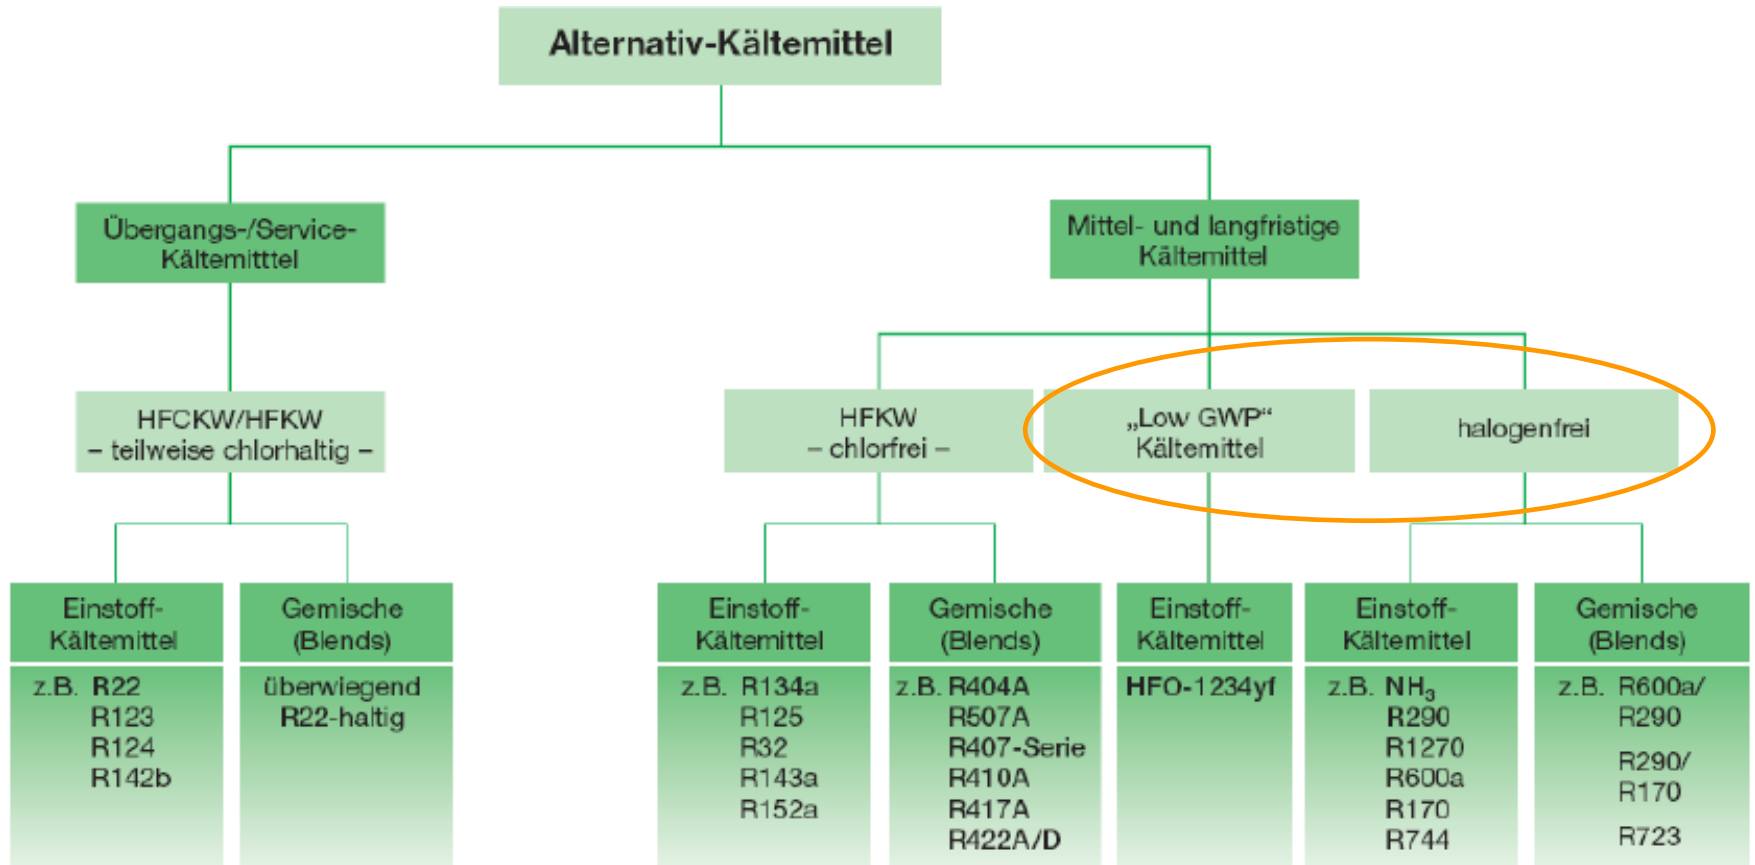 Alternativ-Kältemittel
Übergangs-/Service-
Kältemitttel
Mittel- und langfristige
Kältemittel
HFCKW/HFKW
– teilweise chlorhaltig –
HFKW
– chlorfrei –
„Low GWP“
Kältemittel
halogenfrei
Einstoff-
Kältemittel
z.B. R22
R123
R124
R142b
Gemische
(Blends)
überwiegend
R22-haltig
Einstoff-
Kältemittel
z.B. R134a
R125
R32
R143a
R152a
Gemische
(Blends)
z.B. R404A
R507A
R407-Serie
R410A
R417A
R422A/D
Einstoff-
Kältemittel
HFO-1234yf
Einstoff-
Kältemittel
z.B. NH₃
R290
R1270
R600a
R170
R744
Gemische
(Blends)
z.B. R600a/
R290
R290/
R170
R723